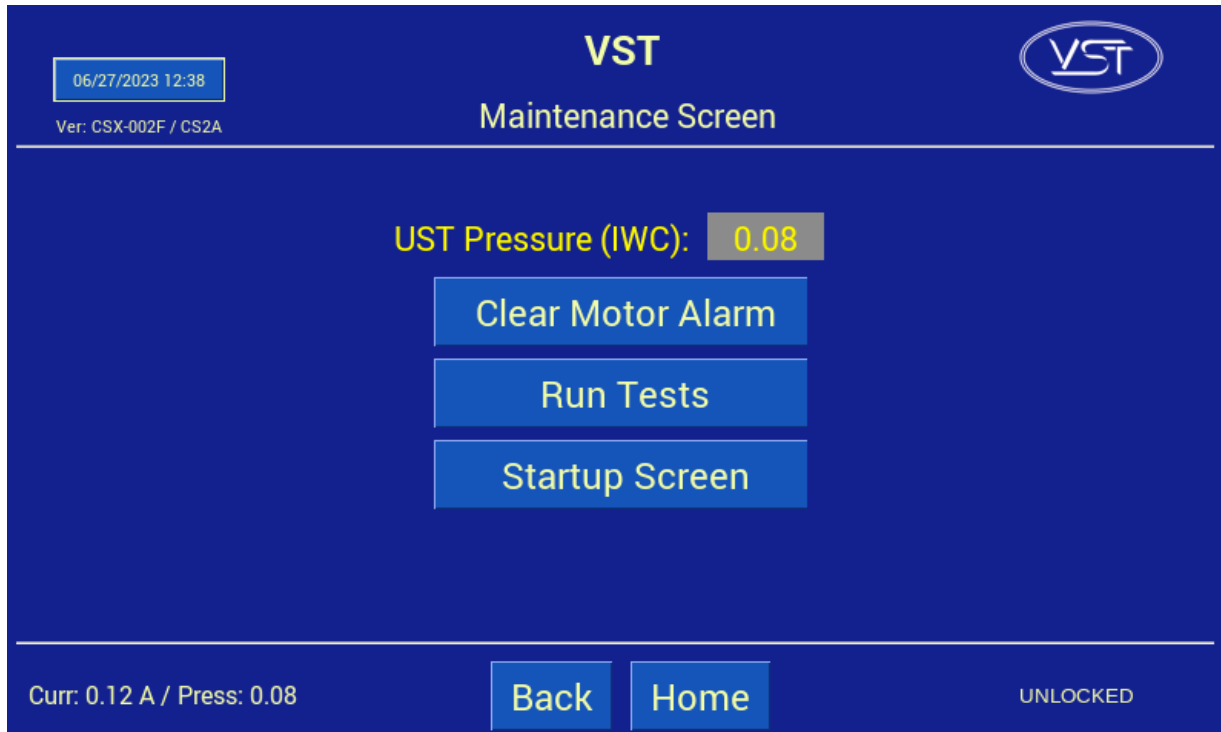 VST
VST
06/27/2023 12:38
Maintenance Screen
Ver: CSX-002F / CS2A
UST Pressure (IWC): 0.08
Clear Motor Alarm
Run Tests
Startup Screen
Curr: 0.12 A / Press: 0.08
Back
Home
UNLOCKED